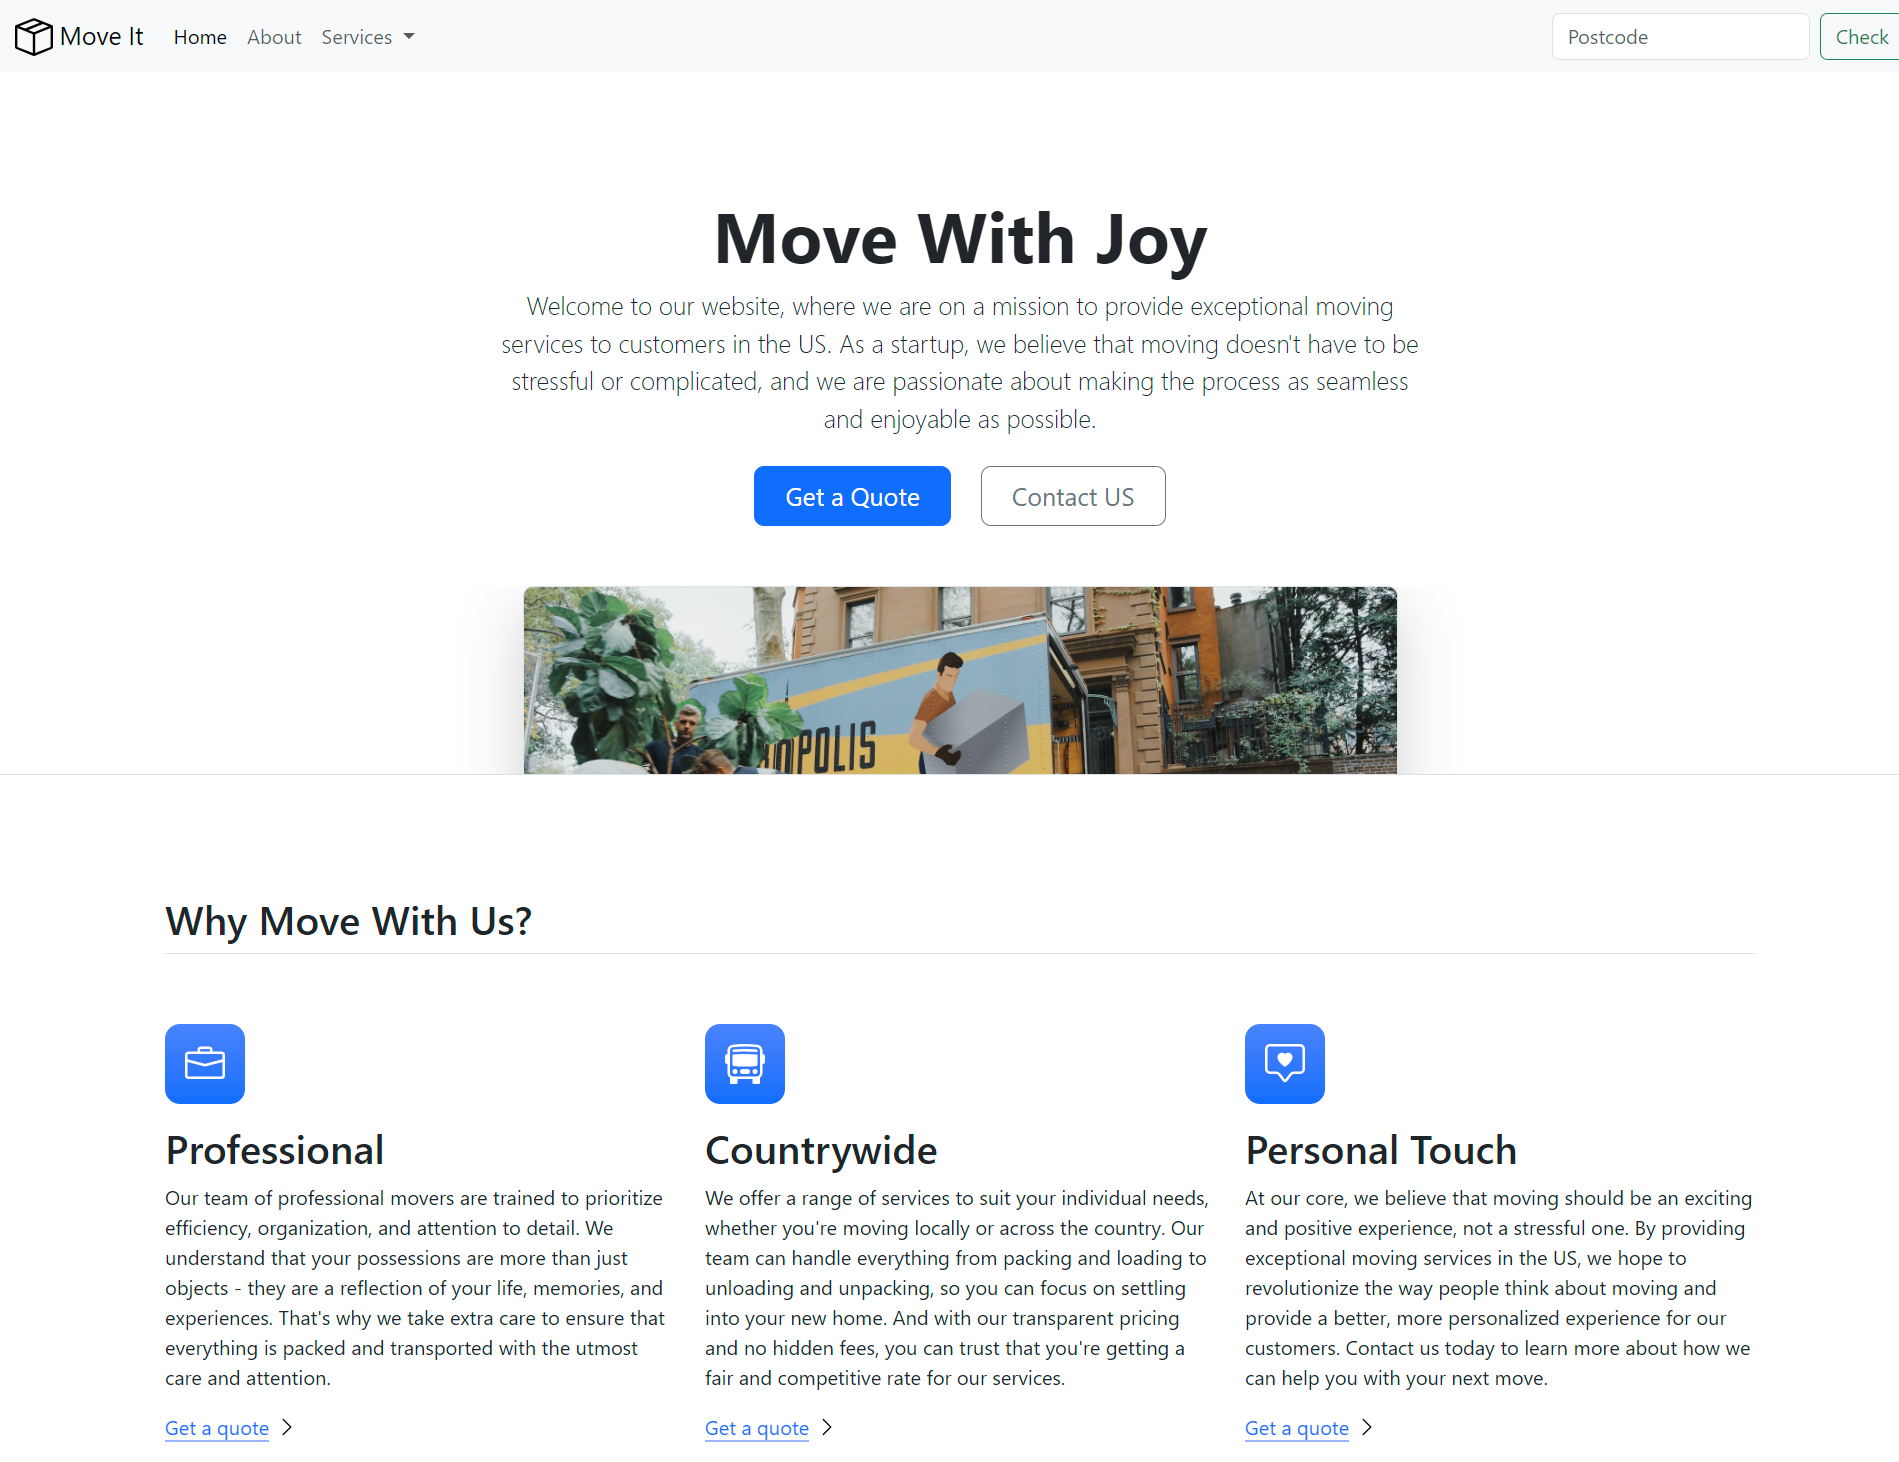 Move It Home About Services Postcode Check
Move With Joy
Welcome to our website, where we are on a mission to provide exceptional moving
services to customers in the US. As a startup, we believe that moving doesn't have to be
stressful or complicated, and we are passionate about making the process as seamless
and enjoyable as possible.
Get a Quote Contact US
OPOLIS
Why Move With Us?
Professional
Our team of professional movers are trained to prioritize
efficiency, organization, and attention to detail. We
understand that your possessions are more than just
objects - they are a reflection of your life, memories, and
experiences. That's why we take extra care to ensure that
everything is packed and transported with the utmost
care and attention.
Get a quote
Countrywide
We offer a range of services to suit your individual needs,
whether you're moving locally or across the country. Our
team can handle everything from packing and loading to
unloading and unpacking, so you can focus on settling
into your new home. And with our transparent pricing
and no hidden fees, you can trust that you're getting a
fair and competitive rate for our services.
Get a quote
Personal Touch
At our core, we believe that moving should be an exciting
and positive experience, not a stressful one. By providing
exceptional moving services in the US, we hope to
revolutionize the way people think about moving and
provide a better, more personalized experience for our
customers. Contact us today to learn more about how we
can help you with your next move.
Get a quote